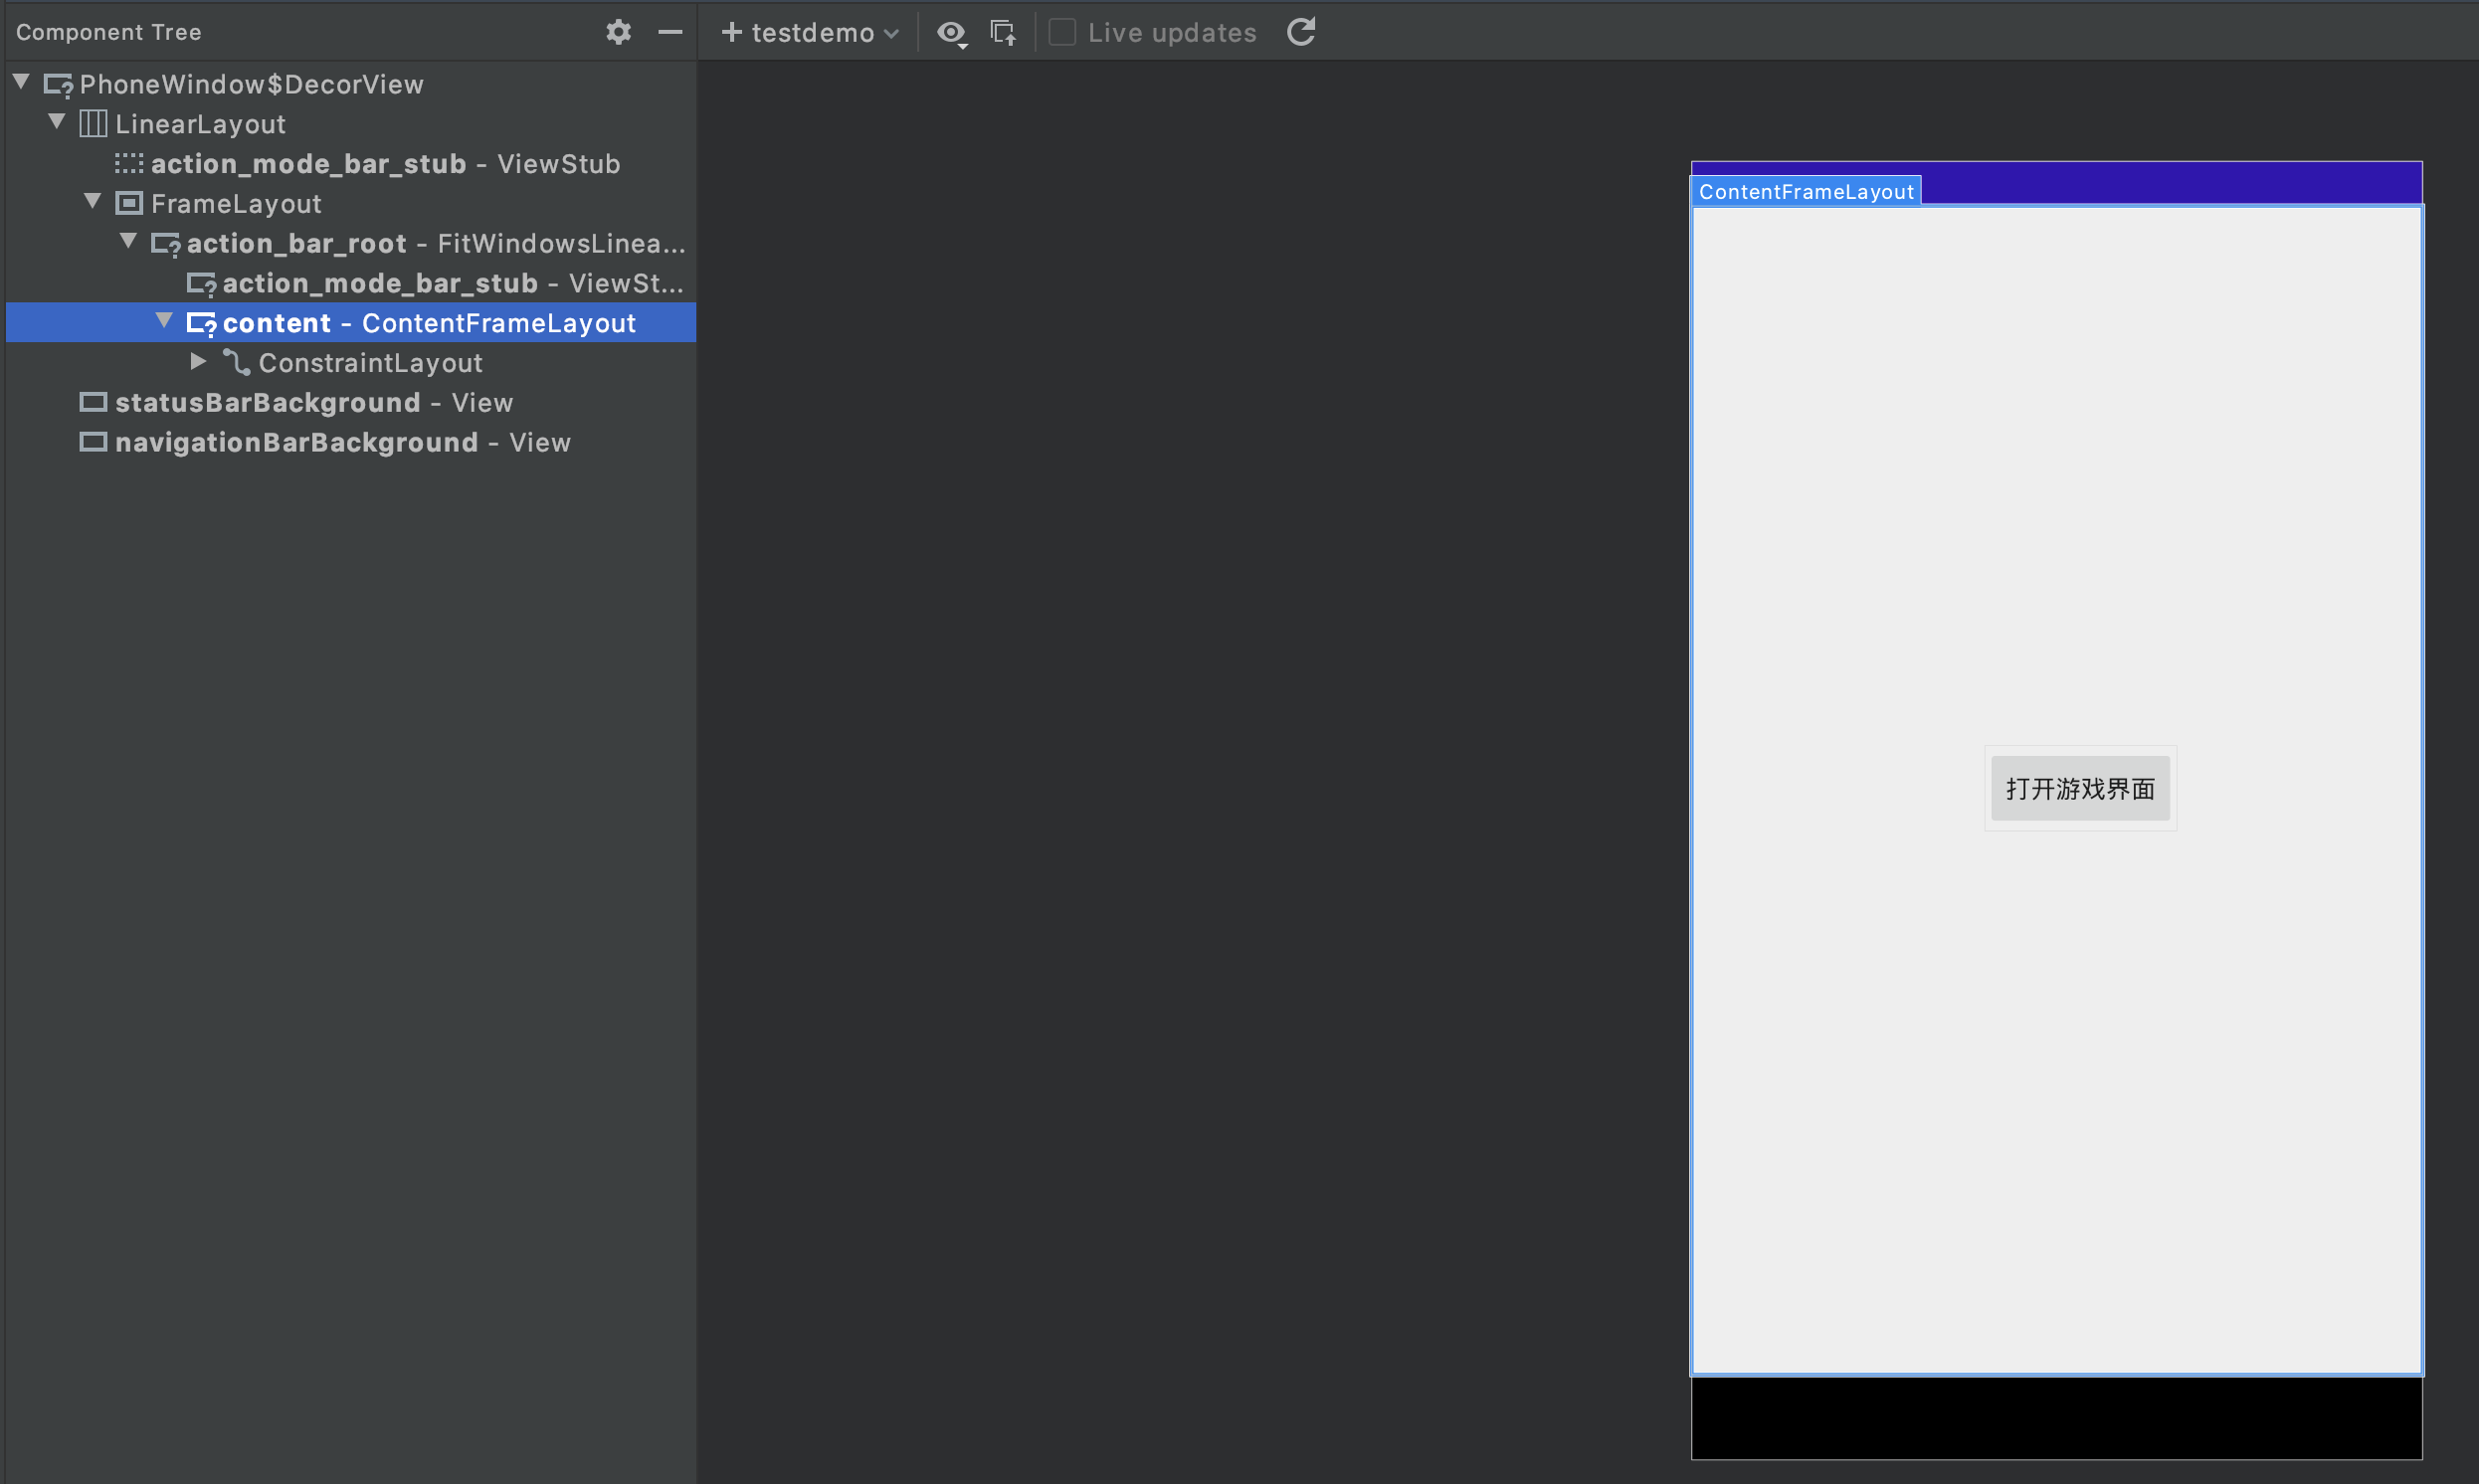 Component Tree
testdemo
Live updates
PhoneWindow$DecorView
LinearLayout
action_mode_bar_stub - ViewStub
FrameLayout
action_bar_root - FitWindowsLinea...
action_mode_bar_stub - ViewSt...
content - ContentFrameLayout
ConstraintLayout
statusBarBackground - View
navigationBarBackground - View
ContentFrameLayout
打开游戏界面